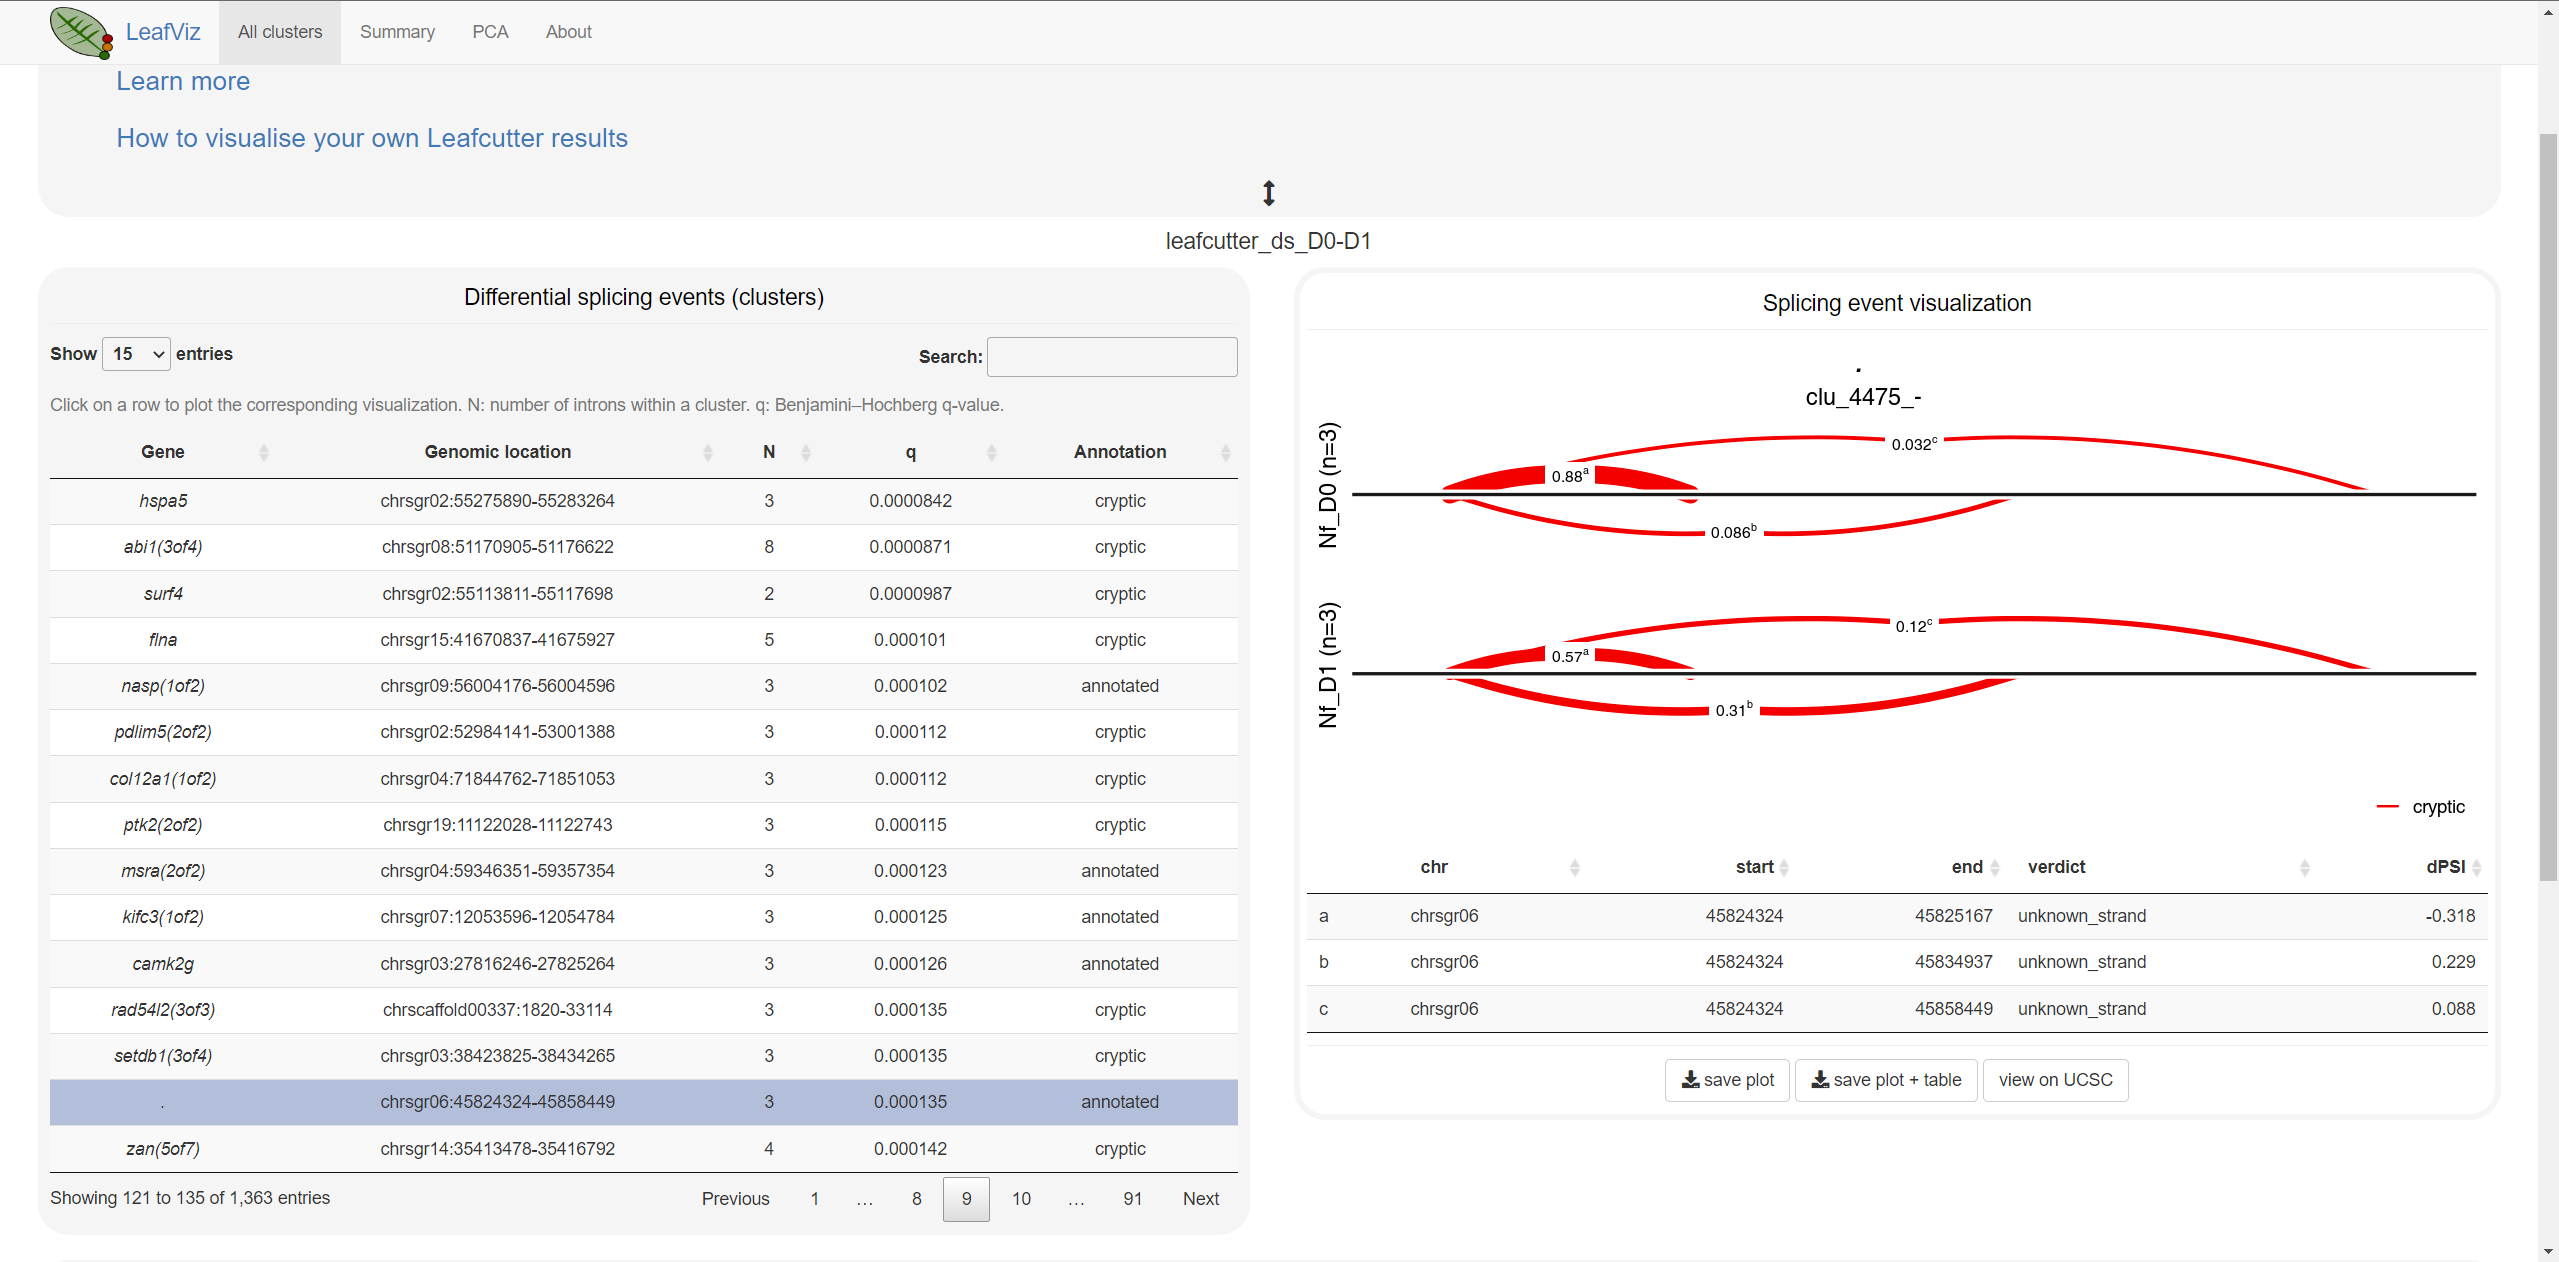 LeafViz All clusters Summary PCA About
Learn more
How to visualise your own Leafcutter results
leafcutter_ds_D0-D1
Differential splicing events (clusters)
Show 15 entries Search:
Click on a row to plot the corresponding visualization. N: number of introns within a cluster. q: Benjamini–Hochberg q-value.
Gene Genomic location N q Annotation
hspa5 chrsgr02:55275890-55283264 3 0.0000842 cryptic
abi1(3of4) chrsgr08:51170905-51176622 8 0.0000871 cryptic
surf4 chrsgr02:55113811-55117698 2 0.0000987 cryptic
flna chrsgr15:41670837-41675927 5 0.000101 cryptic
nasp(1of2) chrsgr09:56004176-56004596 3 0.000102 annotated
pdlim5(2of2) chrsgr02:52984141-53001388 3 0.000112 cryptic
col12a1(1of2) chrsgr04:71844762-71851053 3 0.000112 cryptic
ptk2(2of2) chrsgr19:11122028-11122743 3 0.000115 cryptic
msra(2of2) chrsgr04:59346351-59357354 3 0.000123 annotated
kifc3(1of2) chrsgr07:12053596-12054784 3 0.000125 annotated
camk2g chrsgr03:27816246-27825264 3 0.000126 annotated
rad54l2(3of3) chrscaffold00337:1820-33114 3 0.000135 cryptic
setdb1(3of4) chrsgr03:38423825-38434265 3 0.000135 cryptic
. chrsgr06:45824324-45858449 3 0.000135 annotated
zan(5of7) chrsgr14:35413478-35416792 4 0.000142 cryptic
Showing 121 to 135 of 1,363 entries Previous 1 … 8 9 10 … 91 Next
Splicing event visualization
.
clu_4475_-
Nf_D0 (n=3)
0.032c
0.88a
0.086b
Nf_D1 (n=3)
0.12c
0.57a
0.31b
cryptic
chr start end verdict dPSI
a chrsgr06 45824324 45825167 unknown_strand -0.318
b chrsgr06 45824324 45834937 unknown_strand 0.229
c chrsgr06 45824324 45858449 unknown_strand 0.088
save plot save plot + table view on UCSC